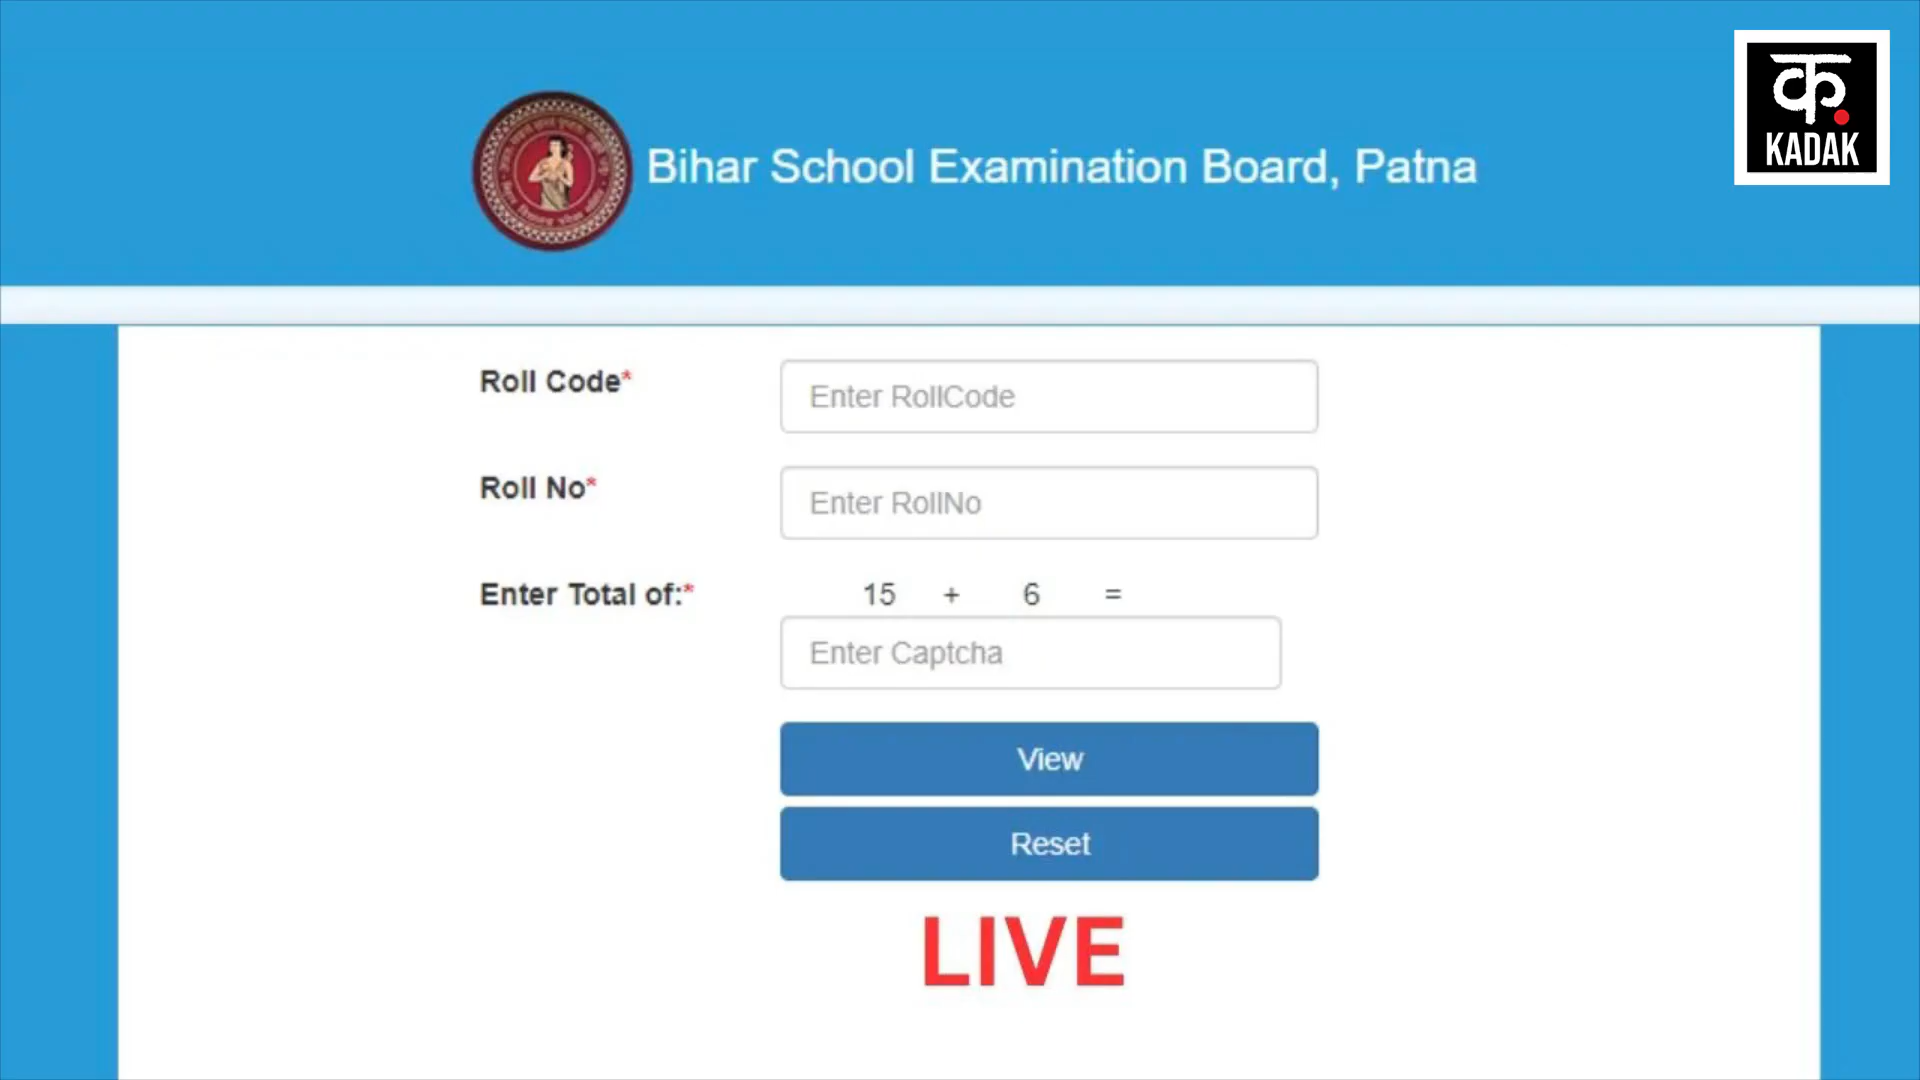 क.
KADAK
Bihar School Examination Board, Patna
Roll Code*
Enter RollCode
Roll No*
Enter RollNo
Enter Total of:* 15 + 6 =
Enter Captcha
View
Reset
LIVE